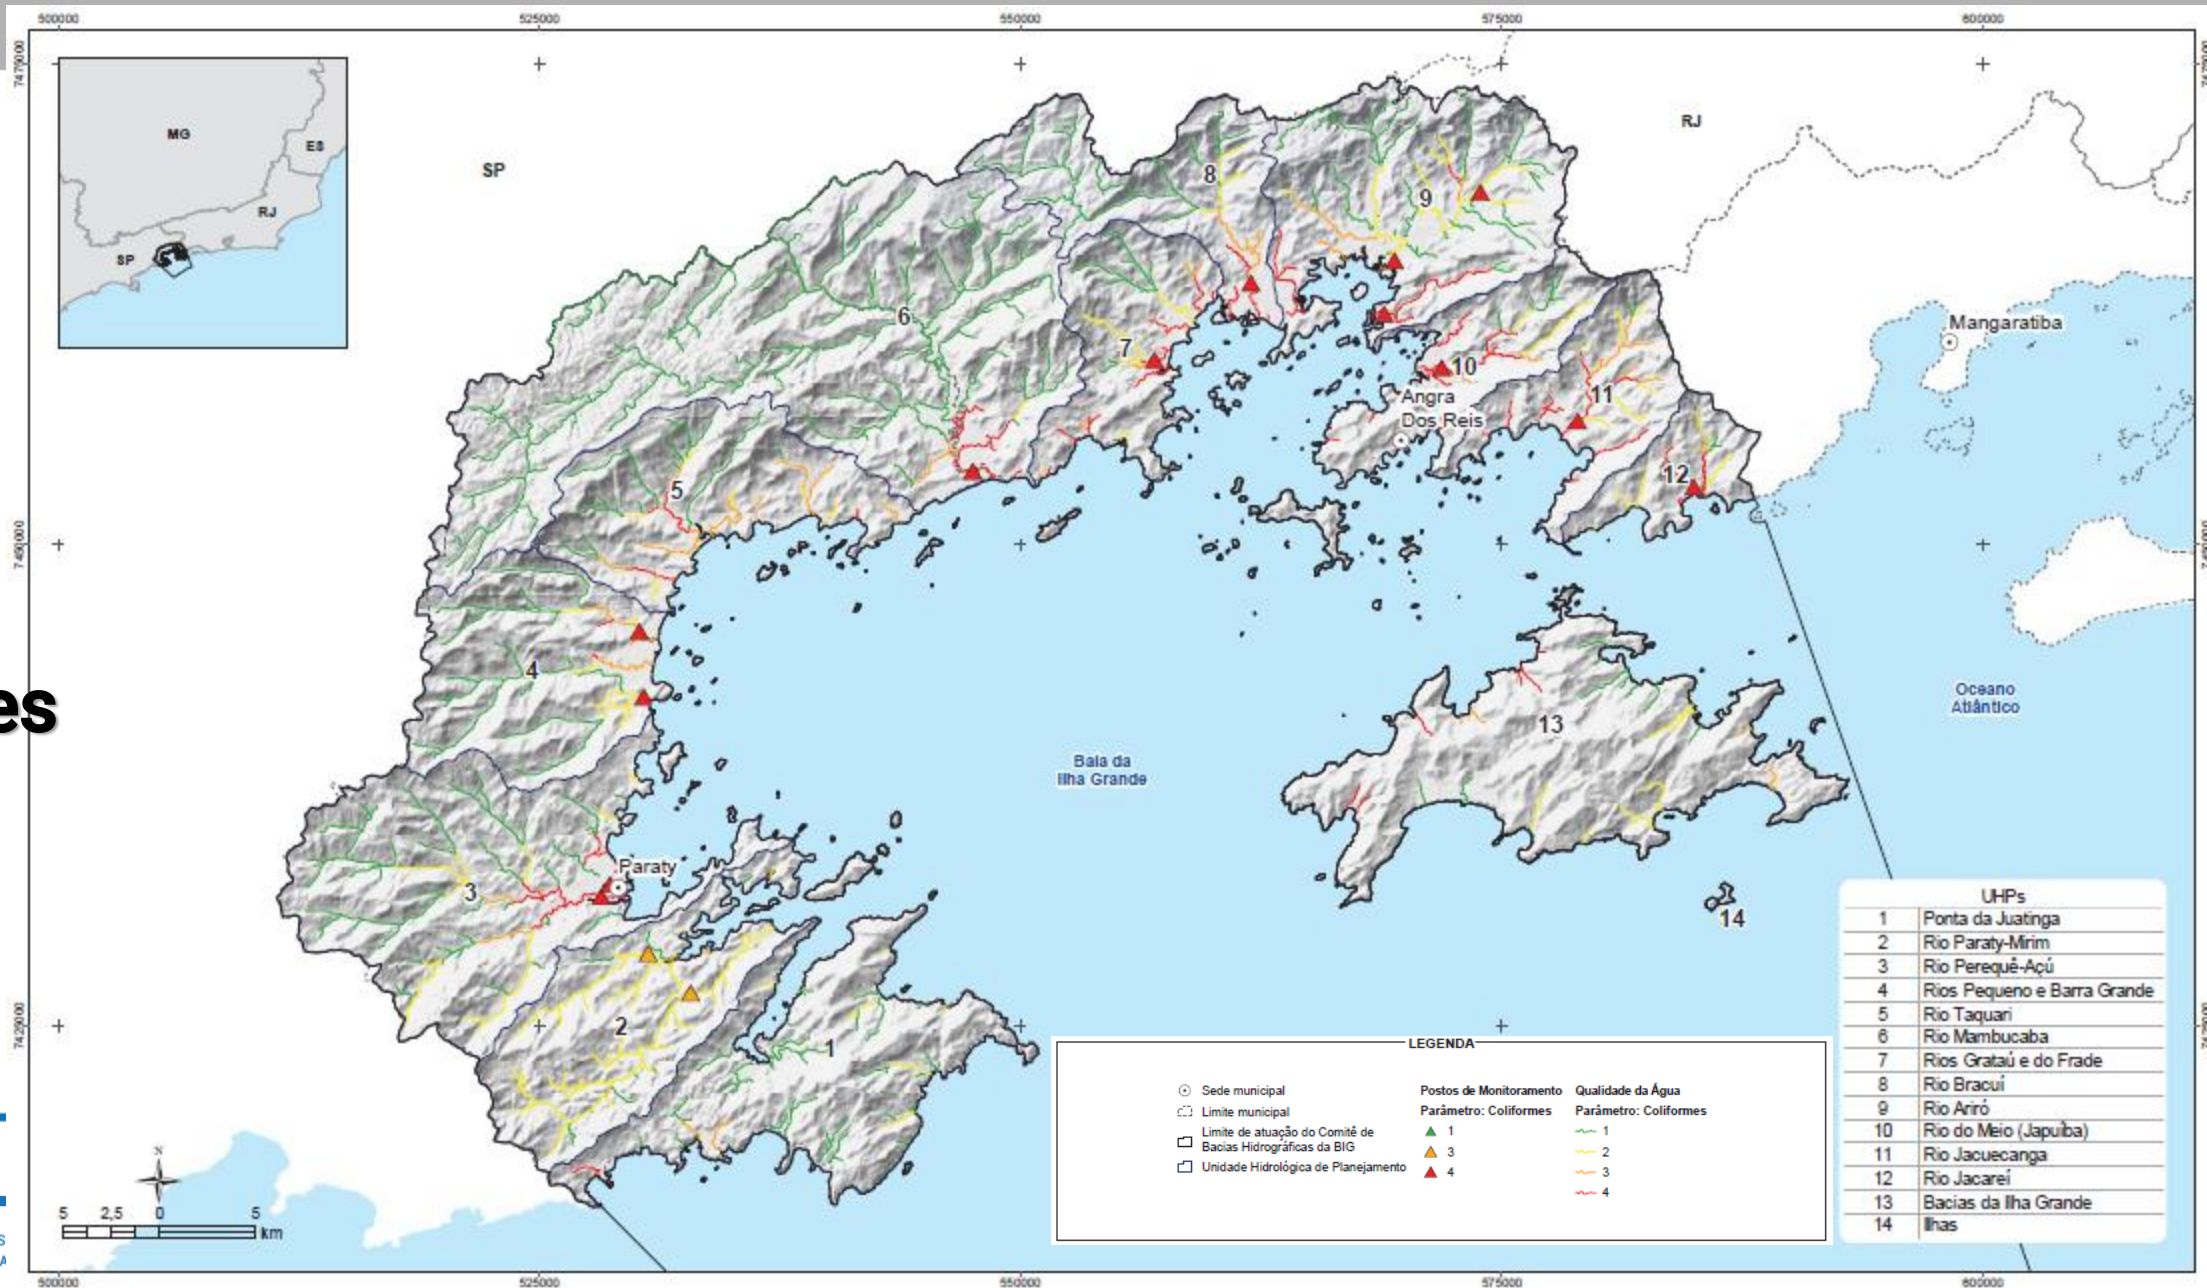 500000
525000
550000
575000
600000
MG
ES
RJ
SP
SP
RJ
8
9
6
7
10
Angra
Dos Reis
11
12
Mangaratiba
5
4
13
Oceano
Atlântico
es
Baía da
Ilha Grande
Paraty
3
14
2
1
UHPs
1 Ponta da Juatinga
2 Rio Paraty-Mirim
3 Rio Perequê-Açú
4 Rios Pequeno e Barra Grande
5 Rio Taquari
6 Rio Mambucaba
7 Rios Grataú e do Frade
8 Rio Bracuí
9 Rio Ariró
10 Rio do Meio (Japuíba)
11 Rio Jacuecanga
12 Rio Jacareí
13 Bacias da Ilha Grande
14 Ilhas
LEGENDA
Sede municipal
Limite municipal
Limite de atuação do Comitê de
Bacias Hidrográficas da BIG
Unidade Hidrológica de Planejamento
Postos de Monitoramento
Parâmetro: Coliformes
1
3
4
Qualidade da Água
Parâmetro: Coliformes
1
2
3
4
N
5 2,5 0 5
km
S
A
500000
525000
550000
575000
600000